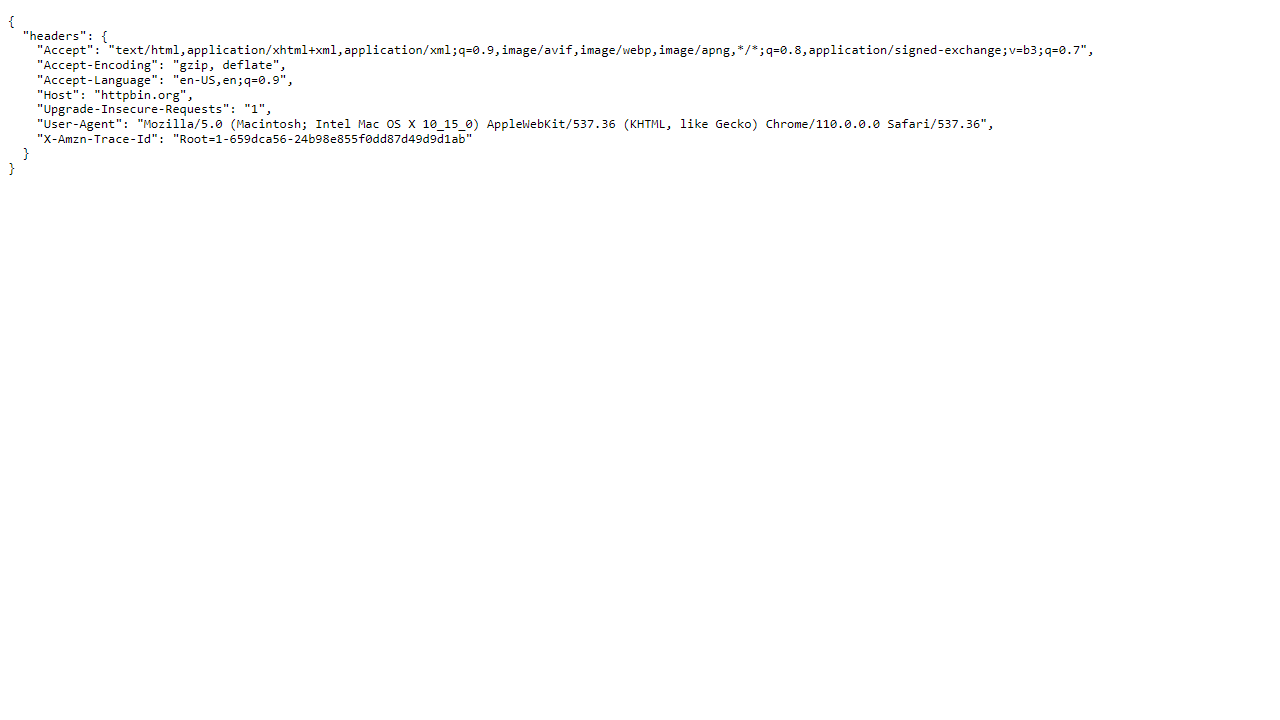 {
  "headers": {
    "Accept": "text/html,application/xhtml+xml,application/xml;q=0.9,image/avif,image/webp,image/apng,*/*;q=0.8,application/signed-exchange;v=b3;q=0.7",
    "Accept-Encoding": "gzip, deflate",
    "Accept-Language": "en-US,en;q=0.9",
    "Host": "httpbin.org",
    "Upgrade-Insecure-Requests": "1",
    "User-Agent": "Mozilla/5.0 (Macintosh; Intel Mac OS X 10_15_0) AppleWebKit/537.36 (KHTML, like Gecko) Chrome/110.0.0.0 Safari/537.36",
    "X-Amzn-Trace-Id": "Root=1-659dca56-24b98e855f0dd87d49d9d1ab"
  }
}